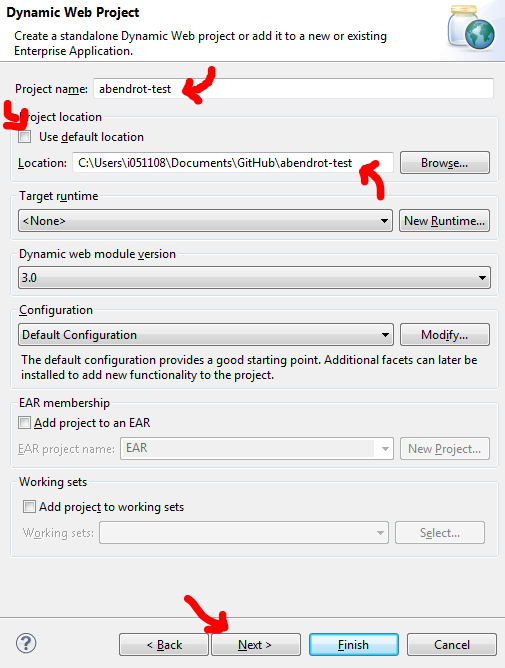 Dynamic Web Project
Create a standalone Dynamic Web project or add it to a new or existing
Enterprise Application.
Project name: abendrot-test
Project location
Use default location
Location: C:\Users\i051108\Documents\GitHub\abendrot-test Browse...
Target runtime
<None> New Runtime...
Dynamic web module version
3.0
Configuration
Default Configuration Modify...
The default configuration provides a good starting point. Additional facets can later be
installed to add new functionality to the project.
EAR membership
Add project to an EAR
EAR project name: EAR New Project...
Working sets
Add project to working sets
Working sets: Select...
? < Back Next > Finish Cancel